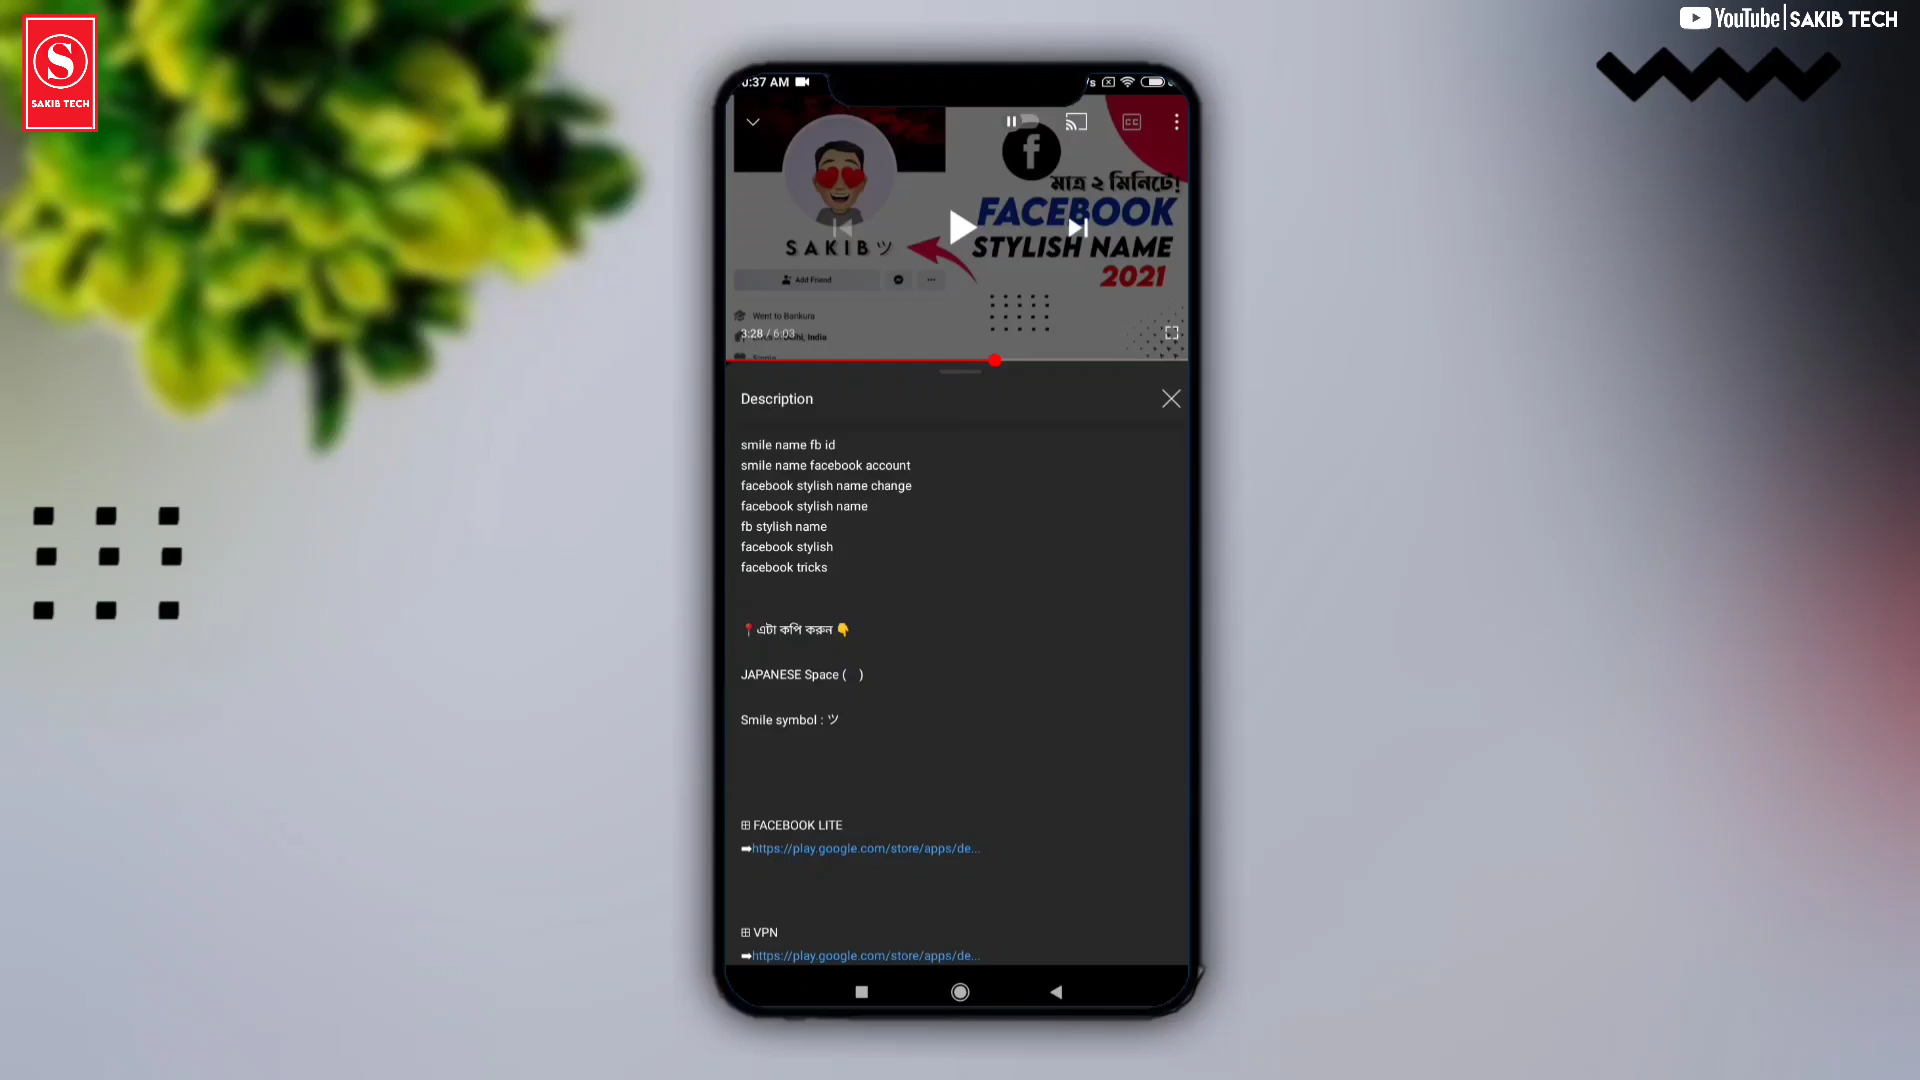 YouTube | SAKIB TECH
S
SAKIB TECH
:37 AM
CC
f
মাত্র ২ মিনিটে!
FACEBOOK
STYLISH NAME
2021
S A K I B ツ
Add Friend
Went to Bankura
3:28 / 6:03
Delhi, India
Description
smile name fb id
smile name facebook account
facebook stylish name change
facebook stylish name
fb stylish name
facebook stylish
facebook tricks
📍এটা কপি করুন 👇
JAPANESE Space (ㅤ)
Smile symbol : ツ
⊞ FACEBOOK LITE
➡https://play.google.com/store/apps/de...
⊞ VPN
➡https://play.google.com/store/apps/de...